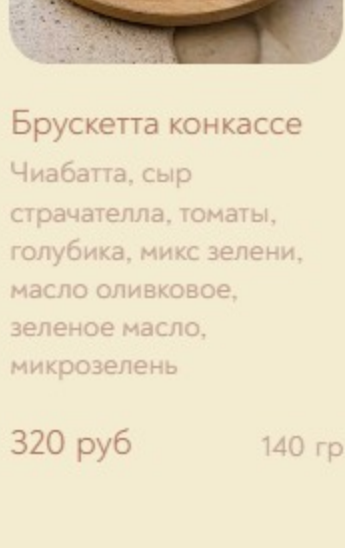 Брускетта конкассе
Чиабатта, сыр
страчателла, томаты,
голубика, микс зелени,
масло оливковое,
зеленое масло,
микрозелень
320 руб
140 гр